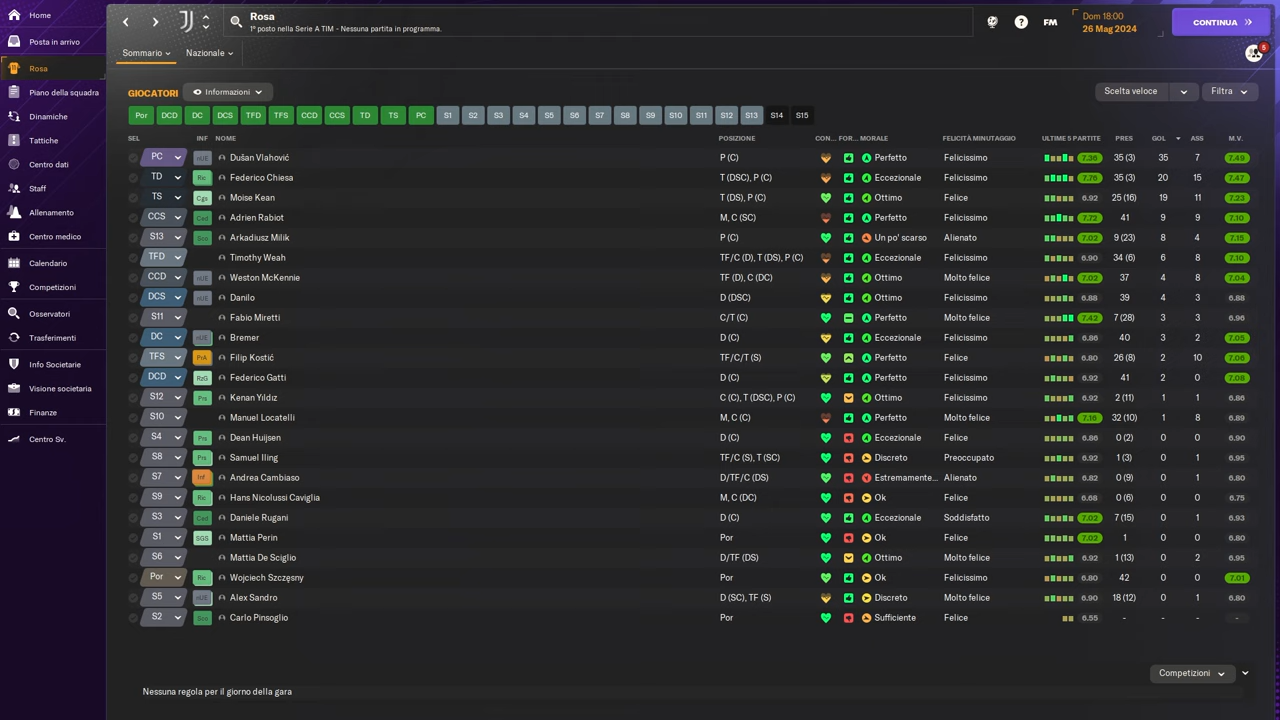 Home
Posta in arrivo
Rosa
Piano della squadra
Dinamiche
Tattiche
Centro dati
Staff
Allenamento
Centro medico
Calendario
Competizioni
Osservatori
Trasferimenti
Info Societarie
Visione societaria
Finanze
Centro Sv.
Rosa
1° posto nella Serie A TIM - Nessuna partita in programma.
? FM Dom 18:00
26 Mag 2024
CONTINUA
5
Sommario Nazionale
GIOCATORI Informazioni Scelta veloce Filtra
Por DCD DC DCS TFD TFS CCD CCS TD TS PC S1 S2 S3 S4 S5 S6 S7 S8 S9 S10 S11 S12 S13 S14 S15
SEL INF NOME POSIZIONE CON... FOR... MORALE FELICITÀ MINUTAGGIO ULTIME 5 PARTITE PRES GOL ASS M.V.
PC nUE Dušan Vlahović P (C) Perfetto Felicissimo 7.36 35 (3) 35 7 7.49
TD Ric Federico Chiesa T (DSC), P (C) Eccezionale Felicissimo 7.76 35 (3) 20 15 7.47
TS Cgs Moise Kean T (DS), P (C) Ottimo Felice 6.92 25 (16) 19 11 7.23
CCS Ced Adrien Rabiot M, C (SC) Perfetto Felicissimo 7.72 41 9 9 7.10
S13 Sco Arkadiusz Milik P (C) Un po' scarso Alienato 7.02 9 (23) 8 4 7.15
TFD Timothy Weah TF/C (D), T (DS), P (C) Eccezionale Felicissimo 6.90 34 (6) 6 8 7.10
CCD nUE Weston McKennie TF (D), C (DC) Ottimo Molto felice 7.02 37 4 8 7.04
DCS nUE Danilo D (DSC) Ottimo Felicissimo 6.88 39 4 3 6.88
S11 Fabio Miretti C/T (C) Perfetto Molto felice 7.42 7 (28) 3 3 6.96
DC nUE Bremer D (C) Eccezionale Felicissimo 6.86 40 3 2 7.05
TFS PrA Filip Kostić TF/C/T (S) Perfetto Felice 6.80 26 (8) 2 10 7.06
DCD RzG Federico Gatti D (C) Perfetto Felicissimo 6.92 41 2 0 7.08
S12 Prs Kenan Yıldız C (C), T (DSC), P (C) Ottimo Felicissimo 6.92 2 (11) 1 1 6.86
S10 Manuel Locatelli M, C (C) Perfetto Molto felice 7.16 32 (10) 1 8 6.89
S4 Prs Dean Huijsen D (C) Eccezionale Felice 6.86 0 (2) 0 0 6.90
S8 Prs Samuel Iling TF/C (S), T (SC) Discreto Preoccupato 6.92 1 (3) 0 0 6.95
S7 Inf Andrea Cambiaso D/TF/C (DS) Estremamente... Alienato 6.82 0 (9) 0 1 6.80
S9 Ric Hans Nicolussi Caviglia M, C (DC) Ok Felice 6.68 0 (6) 0 0 6.75
S3 Ced Daniele Rugani D (C) Eccezionale Soddisfatto 7.02 7 (15) 0 1 6.93
S1 SGS Mattia Perin Por Ok Felice 7.02 1 0 0 6.80
S6 Mattia De Sciglio D/TF (DS) Ottimo Molto felice 6.92 1 (13) 0 2 6.95
Por Ric Wojciech Szczęsny Por Ok Felicissimo 6.80 42 0 0 7.01
S5 nUE Alex Sandro D (SC), TF (S) Discreto Molto felice 6.90 18 (12) 0 1 6.80
S2 Sco Carlo Pinsoglio Por Sufficiente Felice 6.55 - - - -
Competizioni
Nessuna regola per il giorno della gara